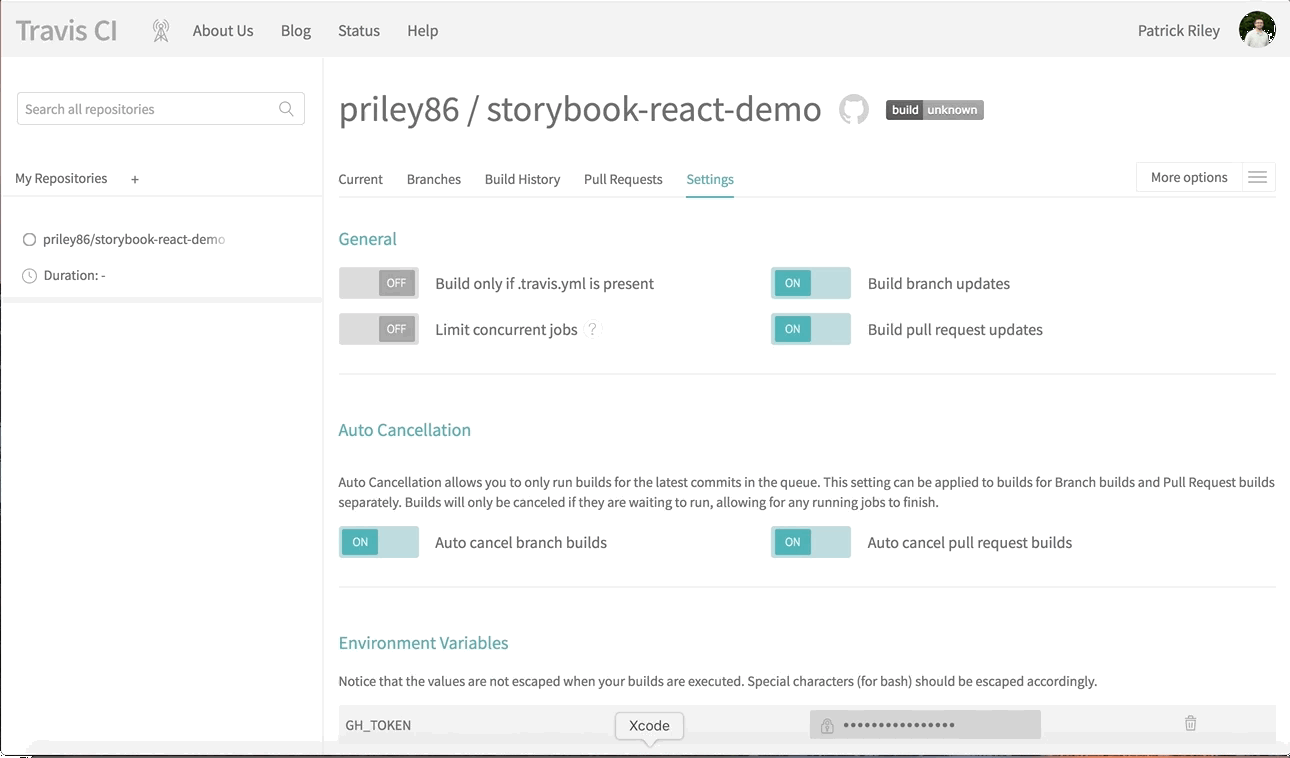 Travis CI About Us Blog Status Help Patrick Riley
Search all repositories
My Repositories +
priley86/storybook-react-demo
Duration: -
priley86 / storybook-react-demo build unknown
Current Branches Build History Pull Requests Settings More options
General
OFF Build only if .travis.yml is present ON Build branch updates
OFF Limit concurrent jobs ? ON Build pull request updates
Auto Cancellation
Auto Cancellation allows you to only run builds for the latest commits in the queue. This setting can be applied to builds for Branch builds and Pull Request builds
separately. Builds will only be canceled if they are waiting to run, allowing for any running jobs to finish.
ON Auto cancel branch builds ON Auto cancel pull request builds
Environment Variables
Notice that the values are not escaped when your builds are executed. Special characters (for bash) should be escaped accordingly.
GH_TOKEN ••••••••••••••••
Xcode